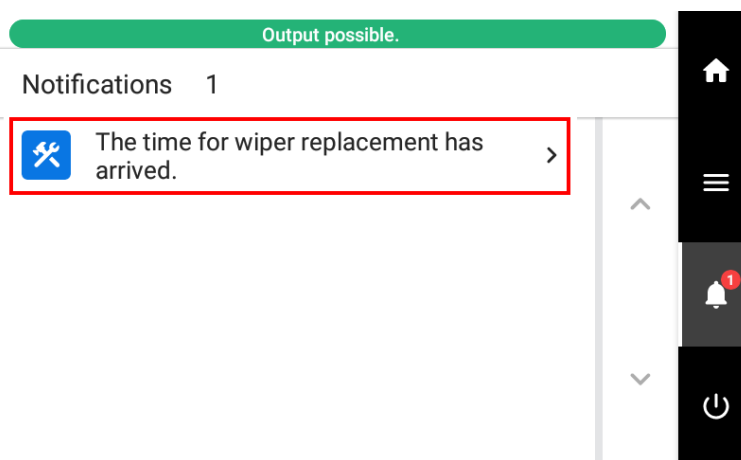 Output possible.
Notifications 1
The time for wiper replacement has
arrived.
1